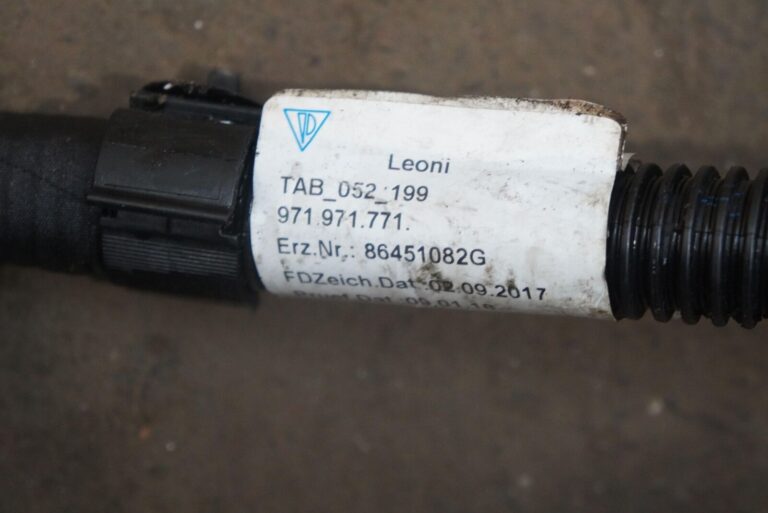 D
Leoni
TAB_052_199
971.971.771.
Erz.Nr.: 86451082G
FDZeich.Dat.:02.09.2017